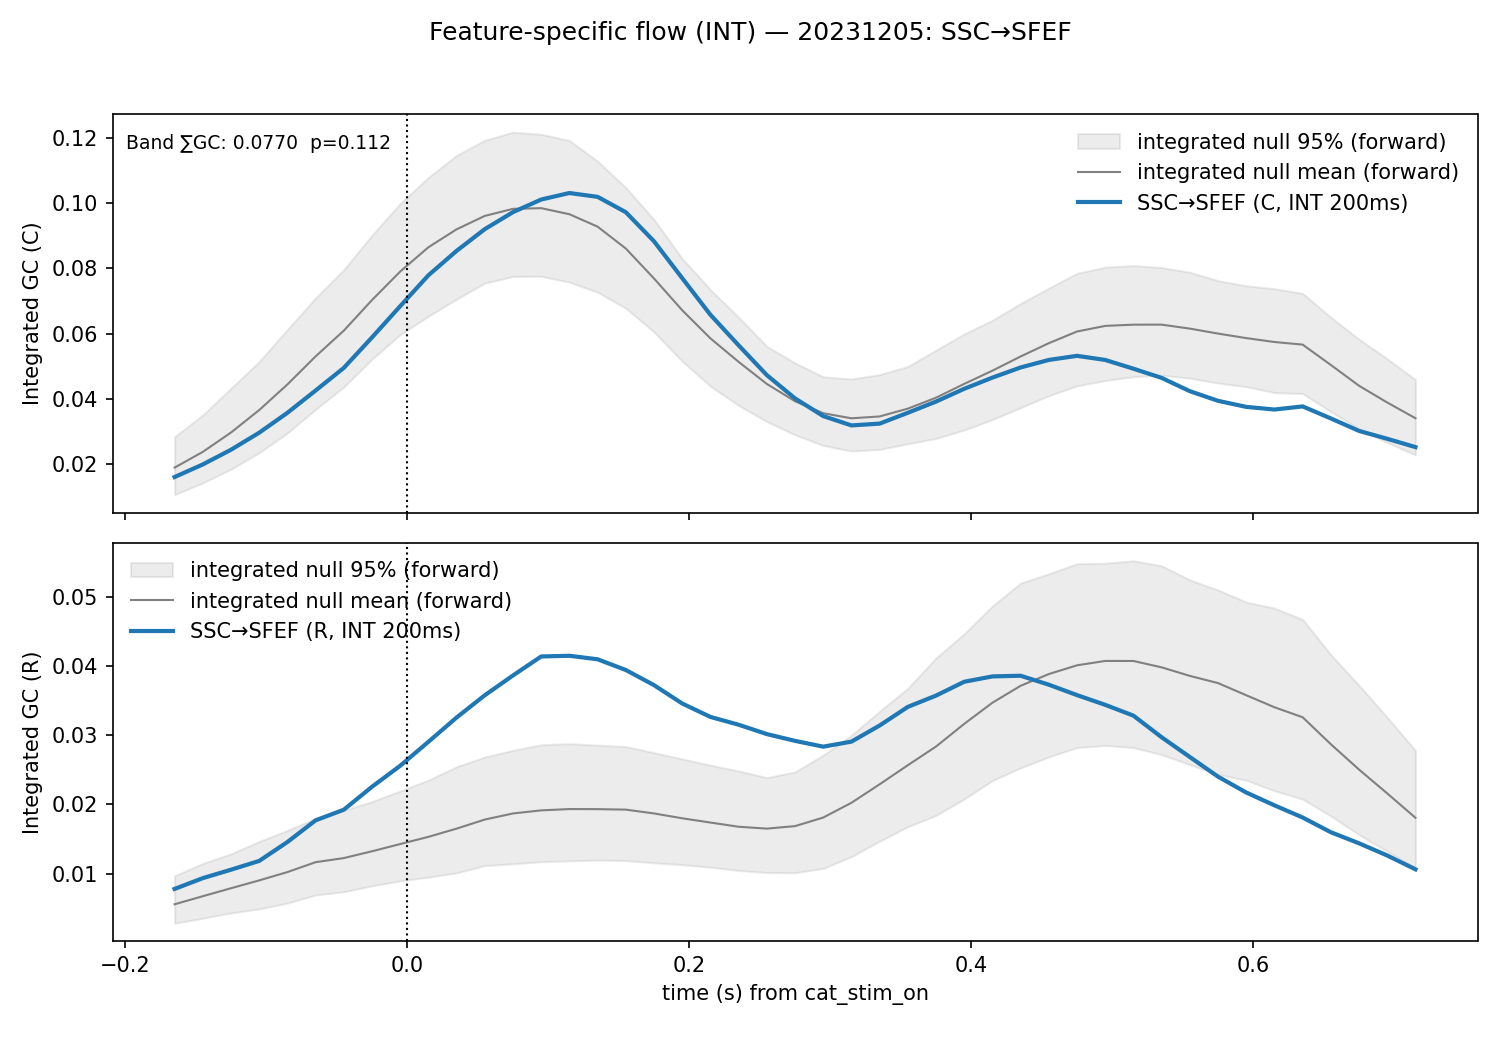 Feature-specific flow (INT) — 20231205: SSC→SFEF
Band ∑GC: 0.0770  p=0.112
integrated null 95% (forward)
integrated null mean (forward)
SSC→SFEF (C, INT 200ms)
Integrated GC (C)
0.12
0.10
0.08
0.06
0.04
0.02
integrated null 95% (forward)
integrated null mean (forward)
SSC→SFEF (R, INT 200ms)
Integrated GC (R)
0.05
0.04
0.03
0.02
0.01
−0.2 0.0 0.2 0.4 0.6
time (s) from cat_stim_on